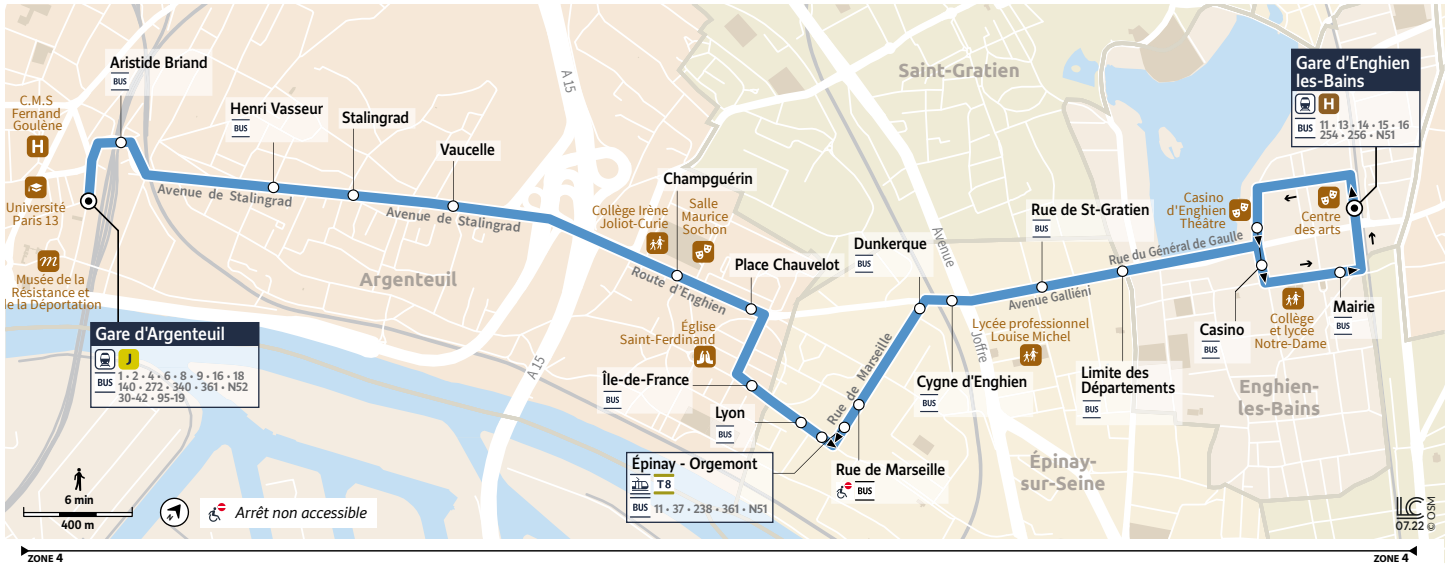 Aristide Briand
BUS
C.M.S
Fernand
Goulène
H
Université
Paris 13
Musée de la
Résistance et
de la Déportation
Gare d'Argenteuil
J
BUS 1 • 2 • 4 • 6 • 8 • 9 • 16 • 18
140 • 272 • 340 • 361 • N52
30-42 • 95-19
Henri Vasseur
BUS
Stalingrad
Vaucelle
Avenue de Stalingrad
Avenue de Stalingrad
Argenteuil
A 15
A 15
Champguérin
Collège Irène
Joliot-Curie
Salle
Maurice
Sochon
Route d'Enghien
Place Chauvelot
Église
Saint-Ferdinand
Île-de-France
BUS
Lyon
BUS
Épinay - Orgemont
T8
BUS 11 • 37 • 238 • 361 • N51
Rue de Marseille
Rue de Marseille
BUS
Dunkerque
BUS
Saint-Gratien
Avenue
Joffre
Cygne d'Enghien
BUS
Rue de St-Gratien
BUS
Avenue Galliéni
Lycée professionnel
Louise Michel
Épinay-
sur-Seine
Limite des
Départements
BUS
Rue du Général de Gaulle
Casino
d'Enghien
Théâtre
Centre
des arts
Gare d'Enghien
les-Bains
H
BUS 11 • 13 • 14 • 15 • 16
254 • 256 • N51
Casino
BUS
Collège
et lycée
Notre-Dame
Mairie
BUS
Enghien-
les-Bains
6 min
400 m
N
Arrêt non accessible
LC
07.22 © OSM
ZONE 4
ZONE 4